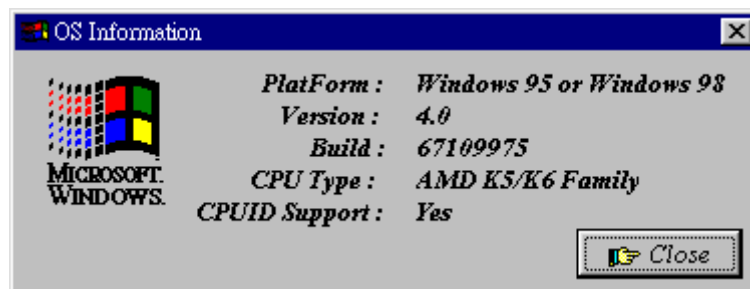 OS Information
MICROSOFT.
WINDOWS.
PlatForm : Windows 95 or Windows 98
Version : 4.0
Build : 67109975
CPU Type : AMD K5/K6 Family
CPUID Support : Yes
Close